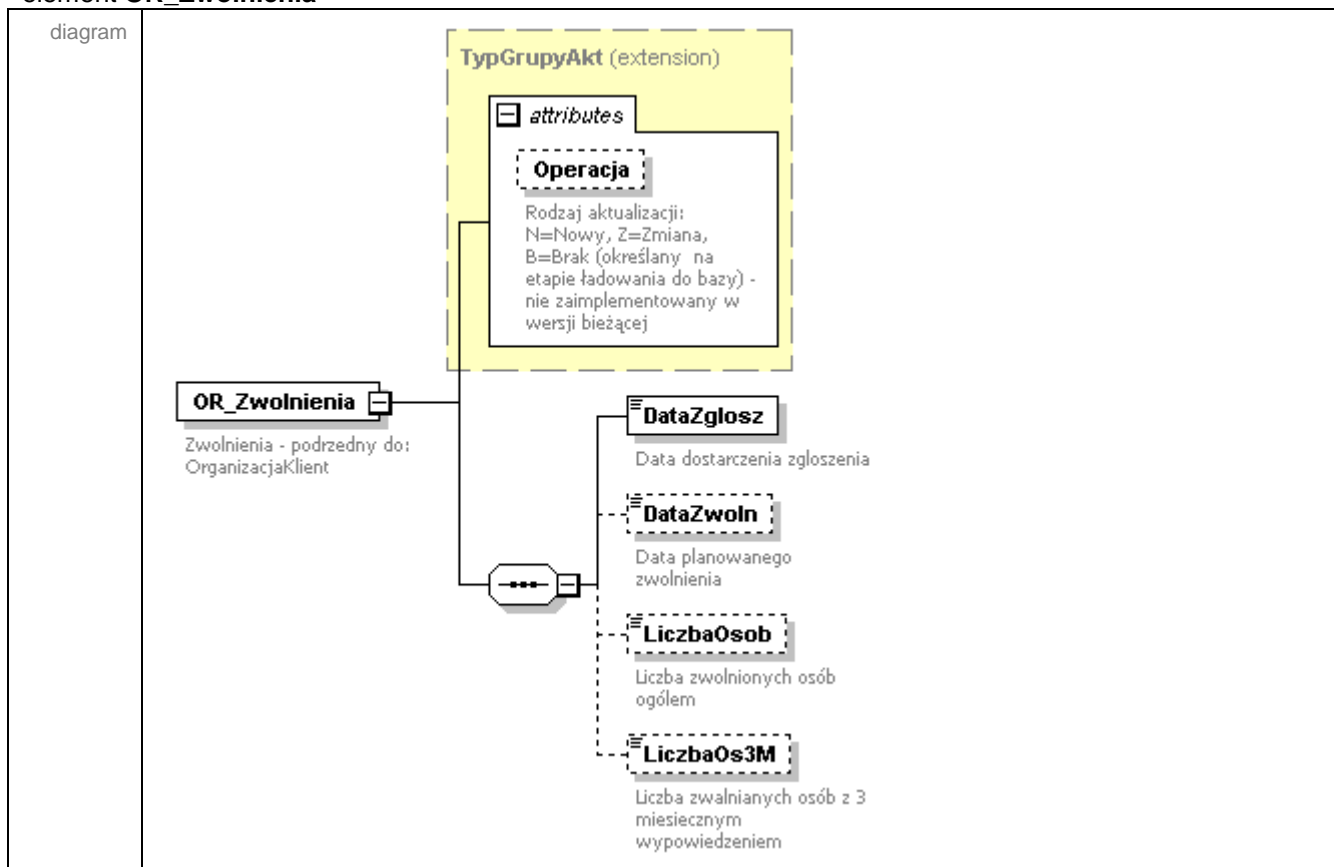 element OR_Zwolnienia
diagram
TypGrupyAkt (extension)
attributes
Operacja
Rodzaj aktualizacji:
N=Nowy, Z=Zmiana,
B=Brak (określany na
etapie ładowania do bazy) -
nie zaimplementowany w
wersji bieżącej
OR_Zwolnienia
Zwolnienia - podrzedny do:
OrganizacjaKlient
DataZglosz
Data dostarczenia zgloszenia
DataZwoln
Data planowanego
zwolnienia
LiczbaOsob
Liczba zwolnionych osób
ogólem
LiczbaOs3M
Liczba zwalnianych osób z 3
miesiecznym
wypowiedzeniem